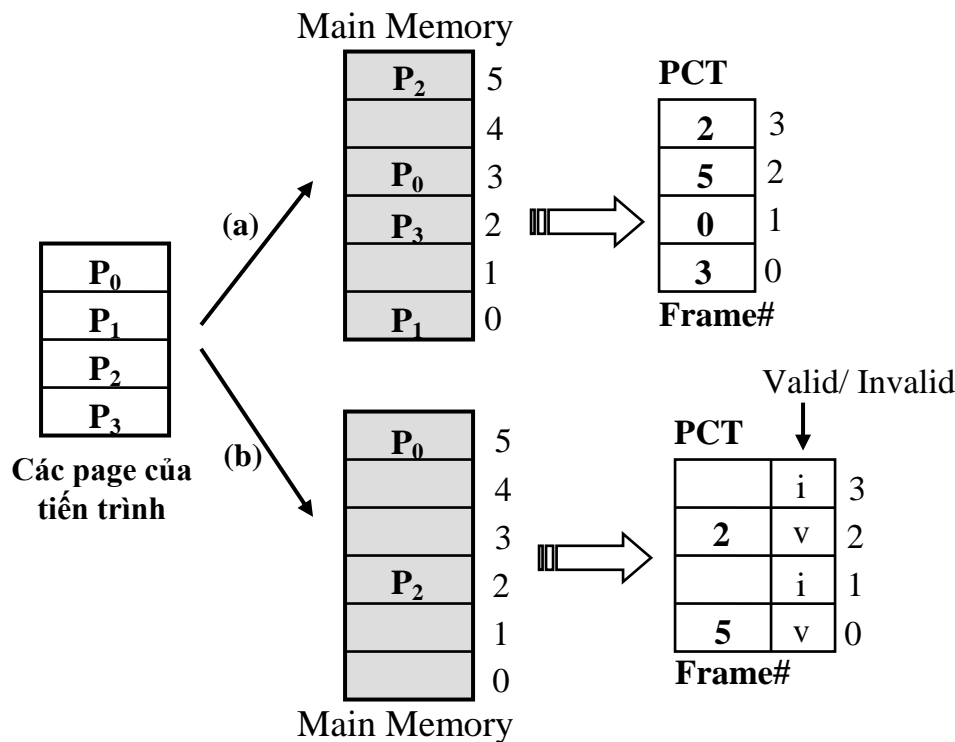 Main Memory
P₂ 5
4
P₀ 3
P₃ 2
1
P₁ 0
PCT
2 3
5 2
0 1
3 0
Frame#
(a)
P₀
P₁
P₂
P₃
Các page của
tiến trình
(b)
P₀ 5
4
3
P₂ 2
1
0
Main Memory
Valid/ Invalid
PCT
i 3
2 v 2
i 1
5 v 0
Frame#